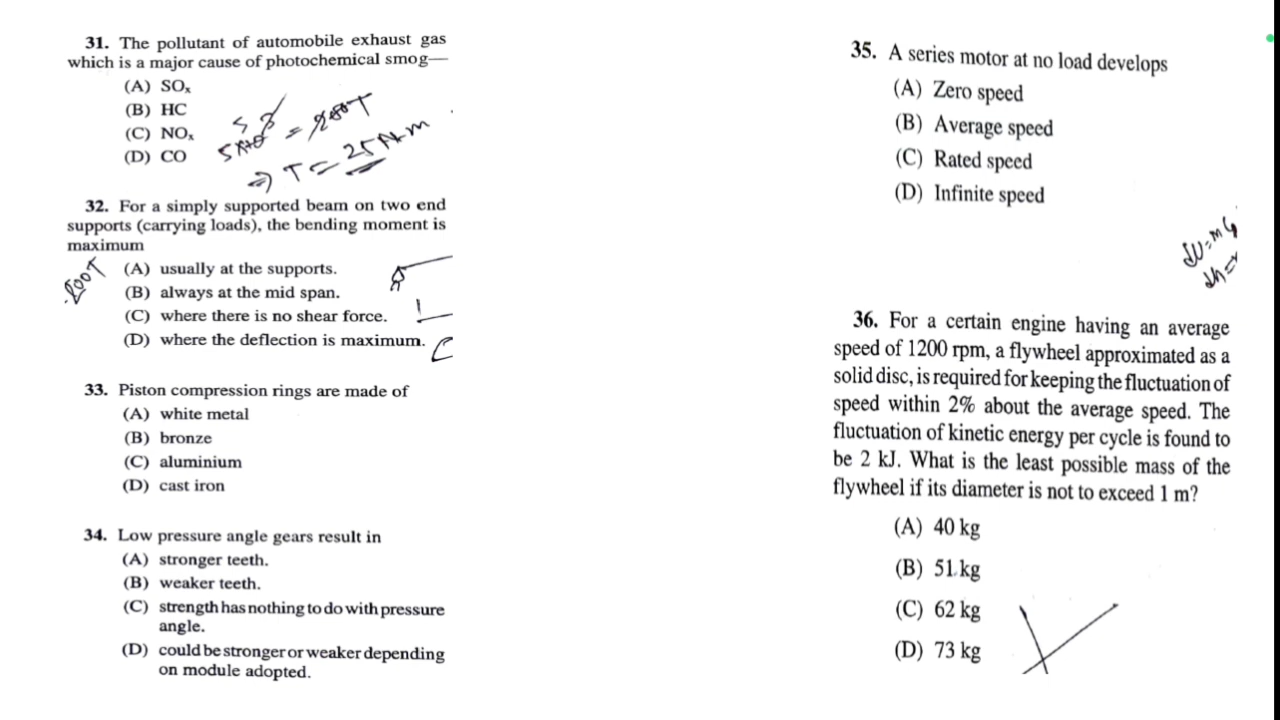 31. The pollutant of automobile exhaust gas
which is a major cause of photochemical smog—
(A) SOₓ
(B) HC
(C) NOₓ
(D) CO
= 200T
⇒ T = 25 N-m
32. For a simply supported beam on two end
supports (carrying loads), the bending moment is
maximum
200T
(A) usually at the supports.
(B) always at the mid span.
(C) where there is no shear force.
(D) where the deflection is maximum.
33. Piston compression rings are made of
(A) white metal
(B) bronze
(C) aluminium
(D) cast iron
34. Low pressure angle gears result in
(A) stronger teeth.
(B) weaker teeth.
(C) strength has nothing to do with pressure
angle.
(D) could be stronger or weaker depending
on module adopted.
35. A series motor at no load develops
(A) Zero speed
(B) Average speed
(C) Rated speed
(D) Infinite speed
36. For a certain engine having an average
speed of 1200 rpm, a flywheel approximated as a
solid disc, is required for keeping the fluctuation of
speed within 2% about the average speed. The
fluctuation of kinetic energy per cycle is found to
be 2 kJ. What is the least possible mass of the
flywheel if its diameter is not to exceed 1 m?
(A) 40 kg
(B) 51 kg
(C) 62 kg
(D) 73 kg